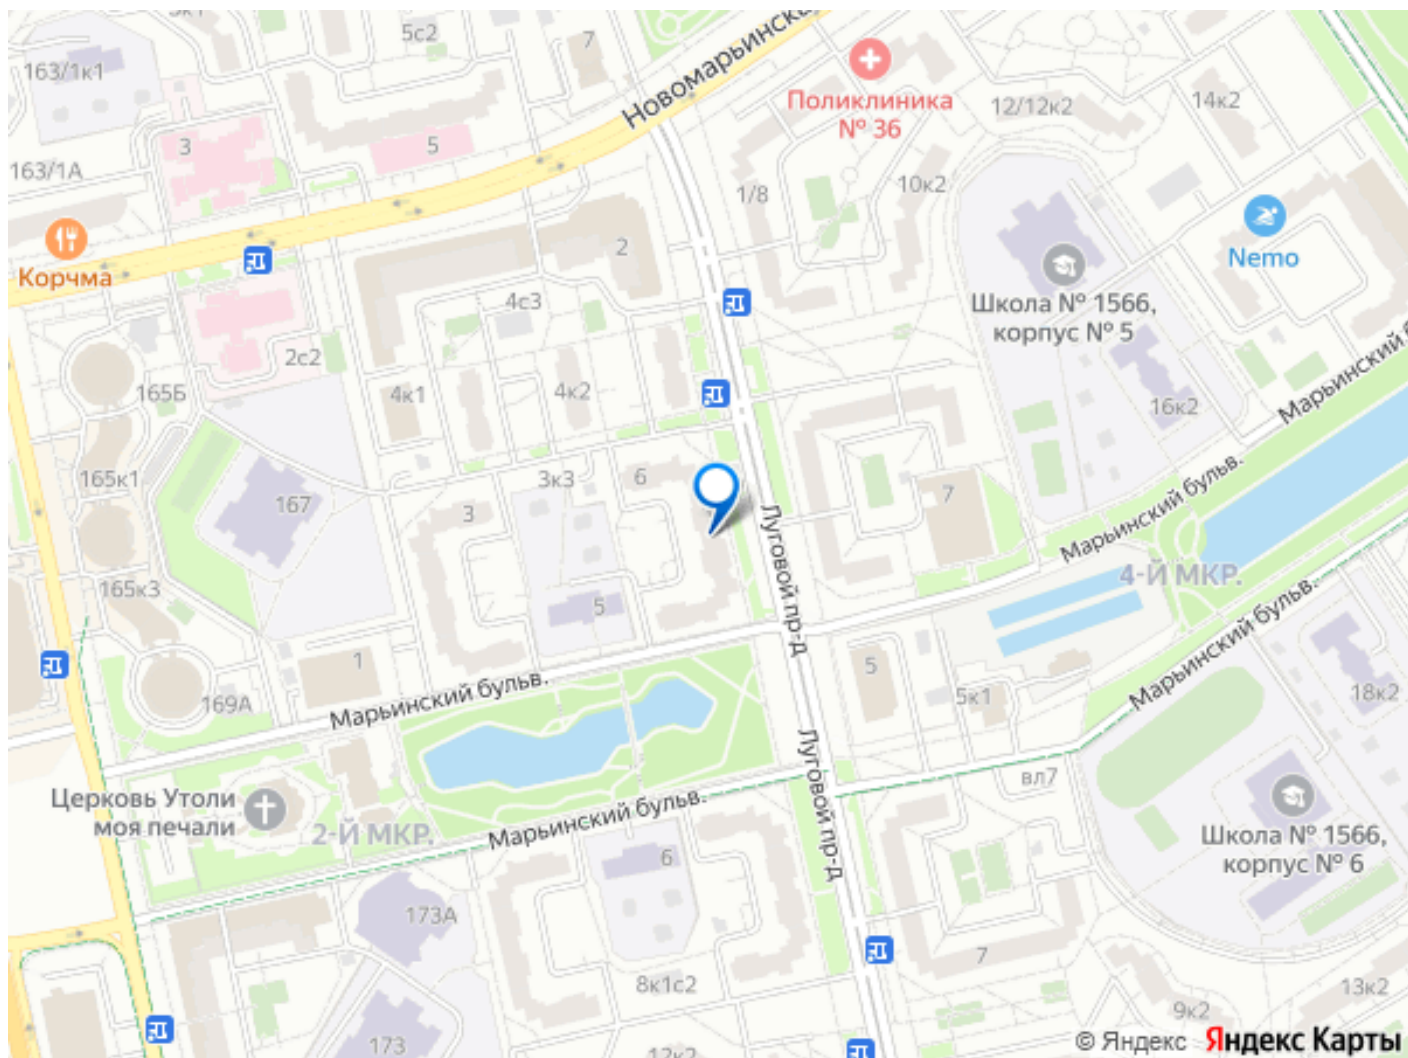 5с2
7
163/1к1
Новомарьинска
Поликлиника
№ 36
12/12к2
14к2
3
5
163/1А
1/8
10к2
Корчма
2
Nemo
4с3
Школа № 1566,
корпус № 5
2с2
165Б
4к1
4к2
16к2
Марьинский б
165к1
3к3
6
167
3
7
Марьинский бульв.
Луговой пр-д
165к3
5
4-Й МКР.
Марьинский бульв.
1
5
169А
Марьинский бульв.
5к1
18к2
Луговой пр-д
вл7
Церковь Утоли
моя печали
2-Й МКР.
Марьинский бульв.
6
Школа № 1566,
корпус № 6
173А
7
8к1с2
13к2
9к2
173
12к2
© Яндекс Яндекс Карты